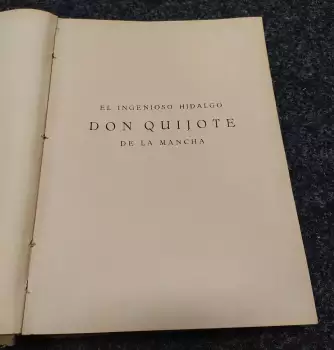 EL INGENIOSO HIDALGO
DON QUIJOTE
DE LA MANCHA